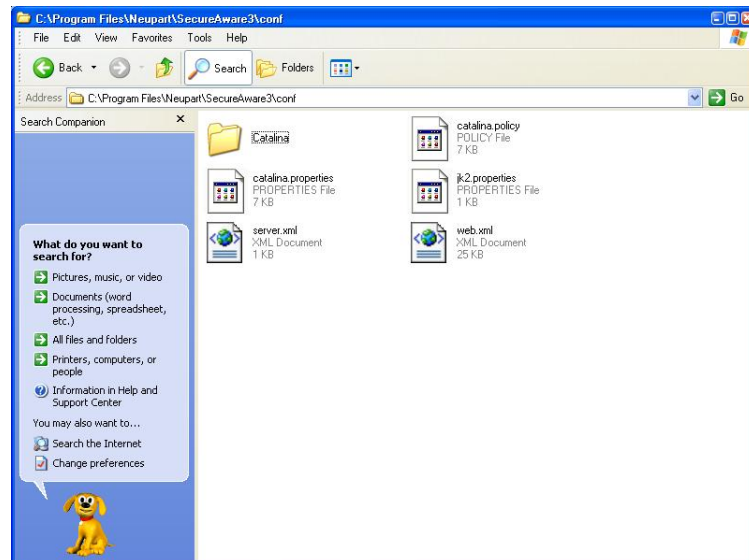 C:\Program Files\Neupart\SecureAware3\conf
File Edit View Favorites Tools Help
Back Search Folders
Address C:\Program Files\Neupart\SecureAware3\conf Go
Search Companion
What do you want to
search for?
Pictures, music, or video
Documents (word
processing, spreadsheet,
etc.)
All files and folders
Printers, computers, or
people
Information in Help and
Support Center
You may also want to...
Search the Internet
Change preferences
Catalina
catalina.policy
POLICY File
7 KB
catalina.properties
PROPERTIES File
7 KB
jk2.properties
PROPERTIES File
1 KB
server.xml
XML Document
1 KB
web.xml
XML Document
25 KB